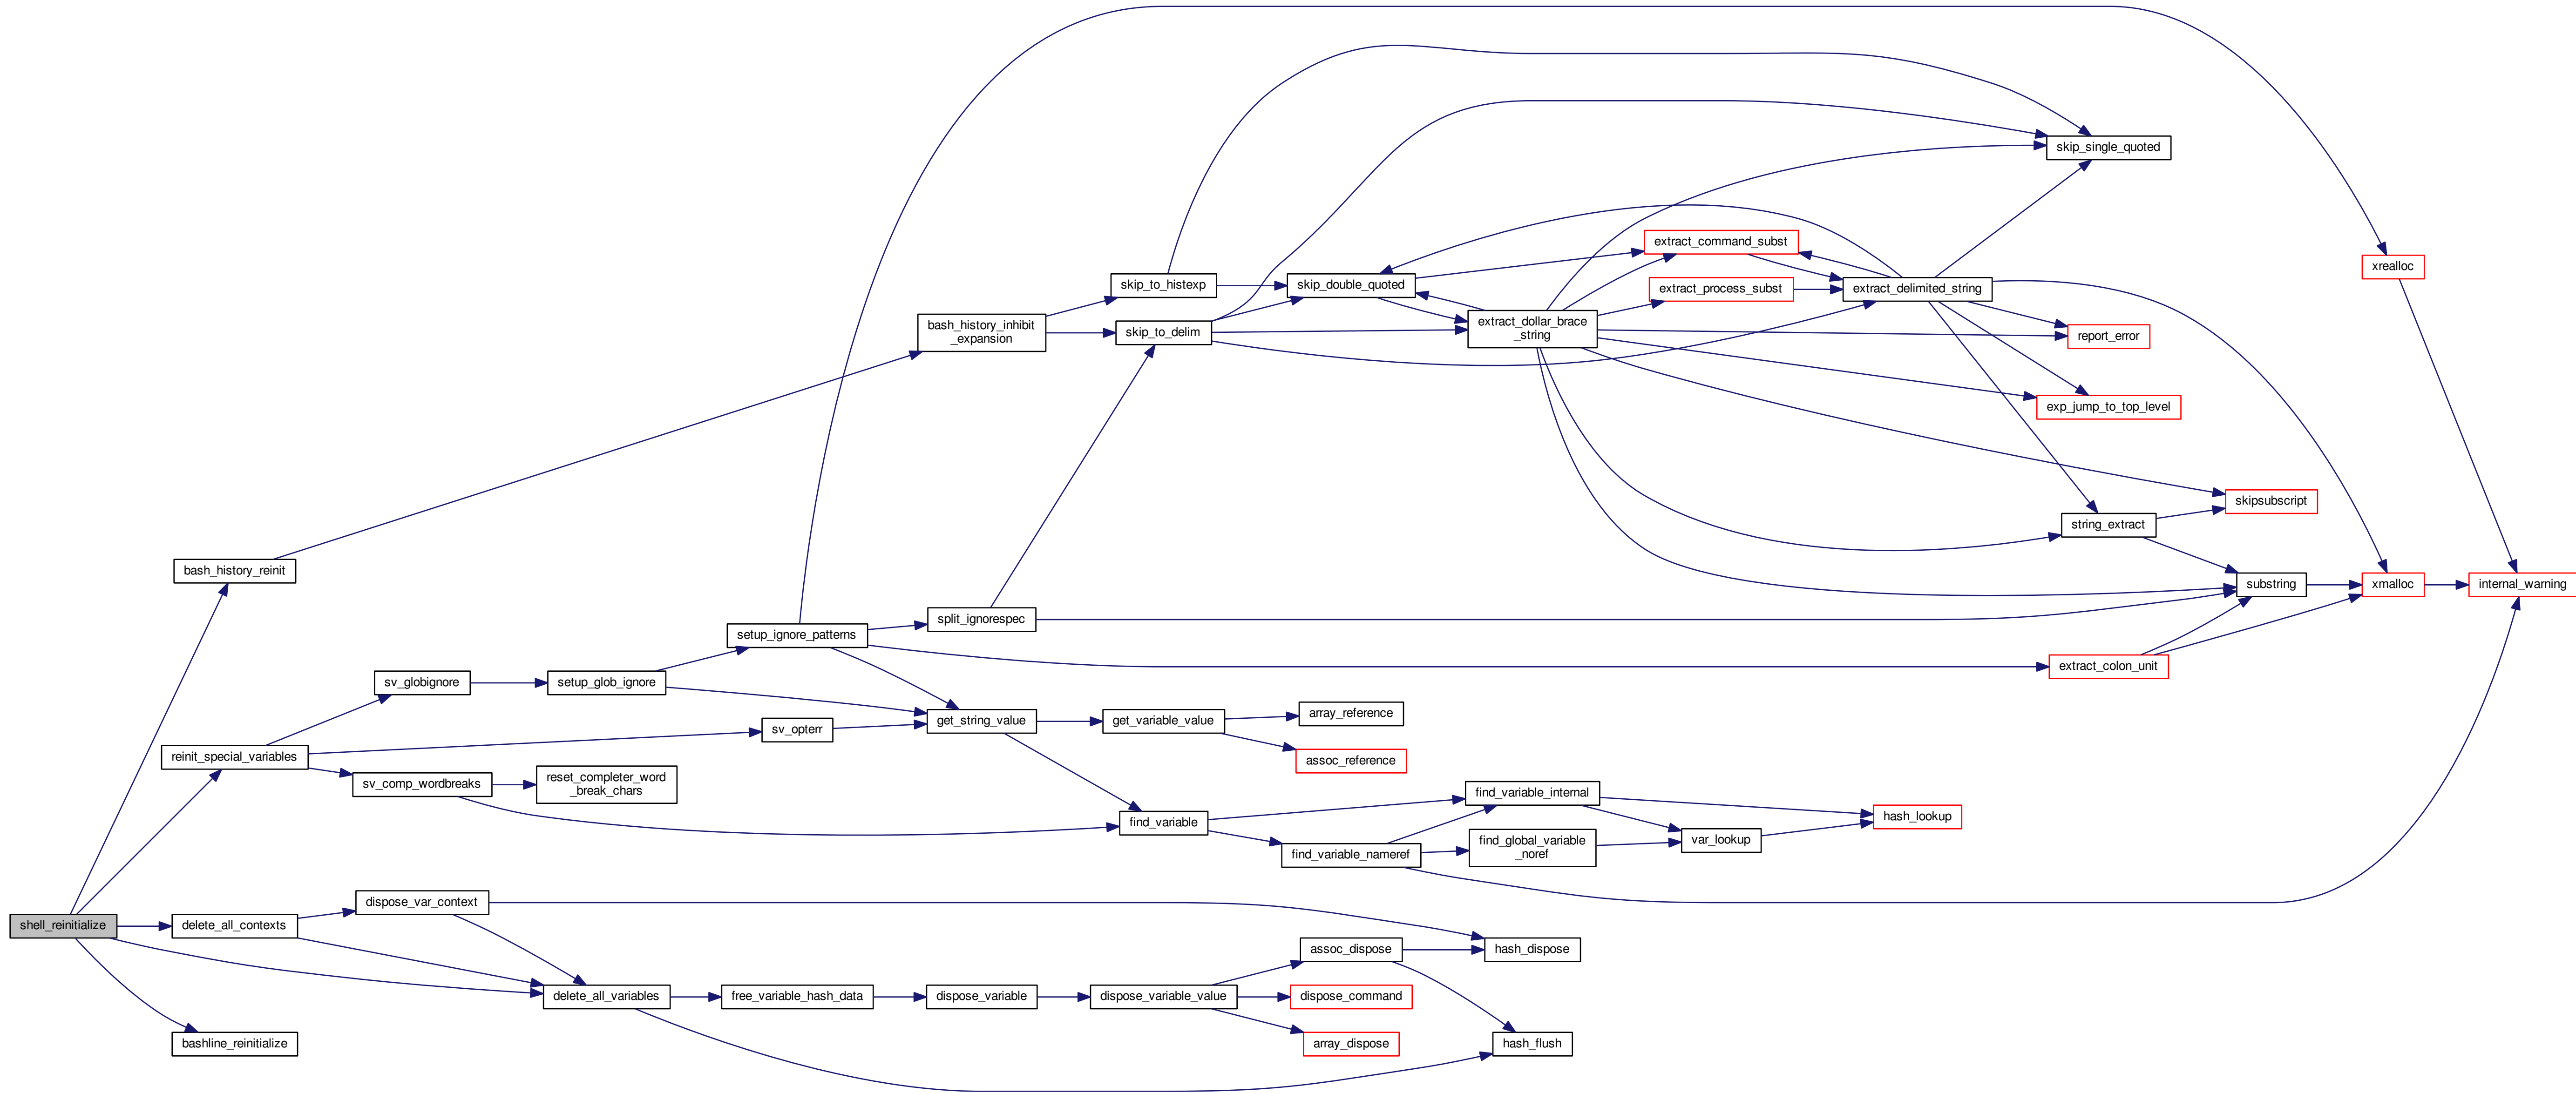 skip_single_quoted
extract_command_subst
xrealloc
skip_to_histexp
skip_double_quoted
extract_process_subst
extract_delimited_string
bash_history_inhibit
_expansion
skip_to_delim
extract_dollar_brace
_string
report_error
exp_jump_to_top_level
skipsubscript
string_extract
bash_history_reinit
substring
xmalloc
internal_warning
split_ignorespec
setup_ignore_patterns
extract_colon_unit
sv_globignore
setup_glob_ignore
get_string_value
get_variable_value
array_reference
sv_opterr
reinit_special_variables
assoc_reference
sv_comp_wordbreaks
reset_completer_word
_break_chars
find_variable_internal
hash_lookup
find_variable
find_global_variable
_noref
var_lookup
find_variable_nameref
dispose_var_context
shell_reinitialize
delete_all_contexts
assoc_dispose
hash_dispose
delete_all_variables
free_variable_hash_data
dispose_variable
dispose_variable_value
dispose_command
bashline_reinitialize
array_dispose
hash_flush